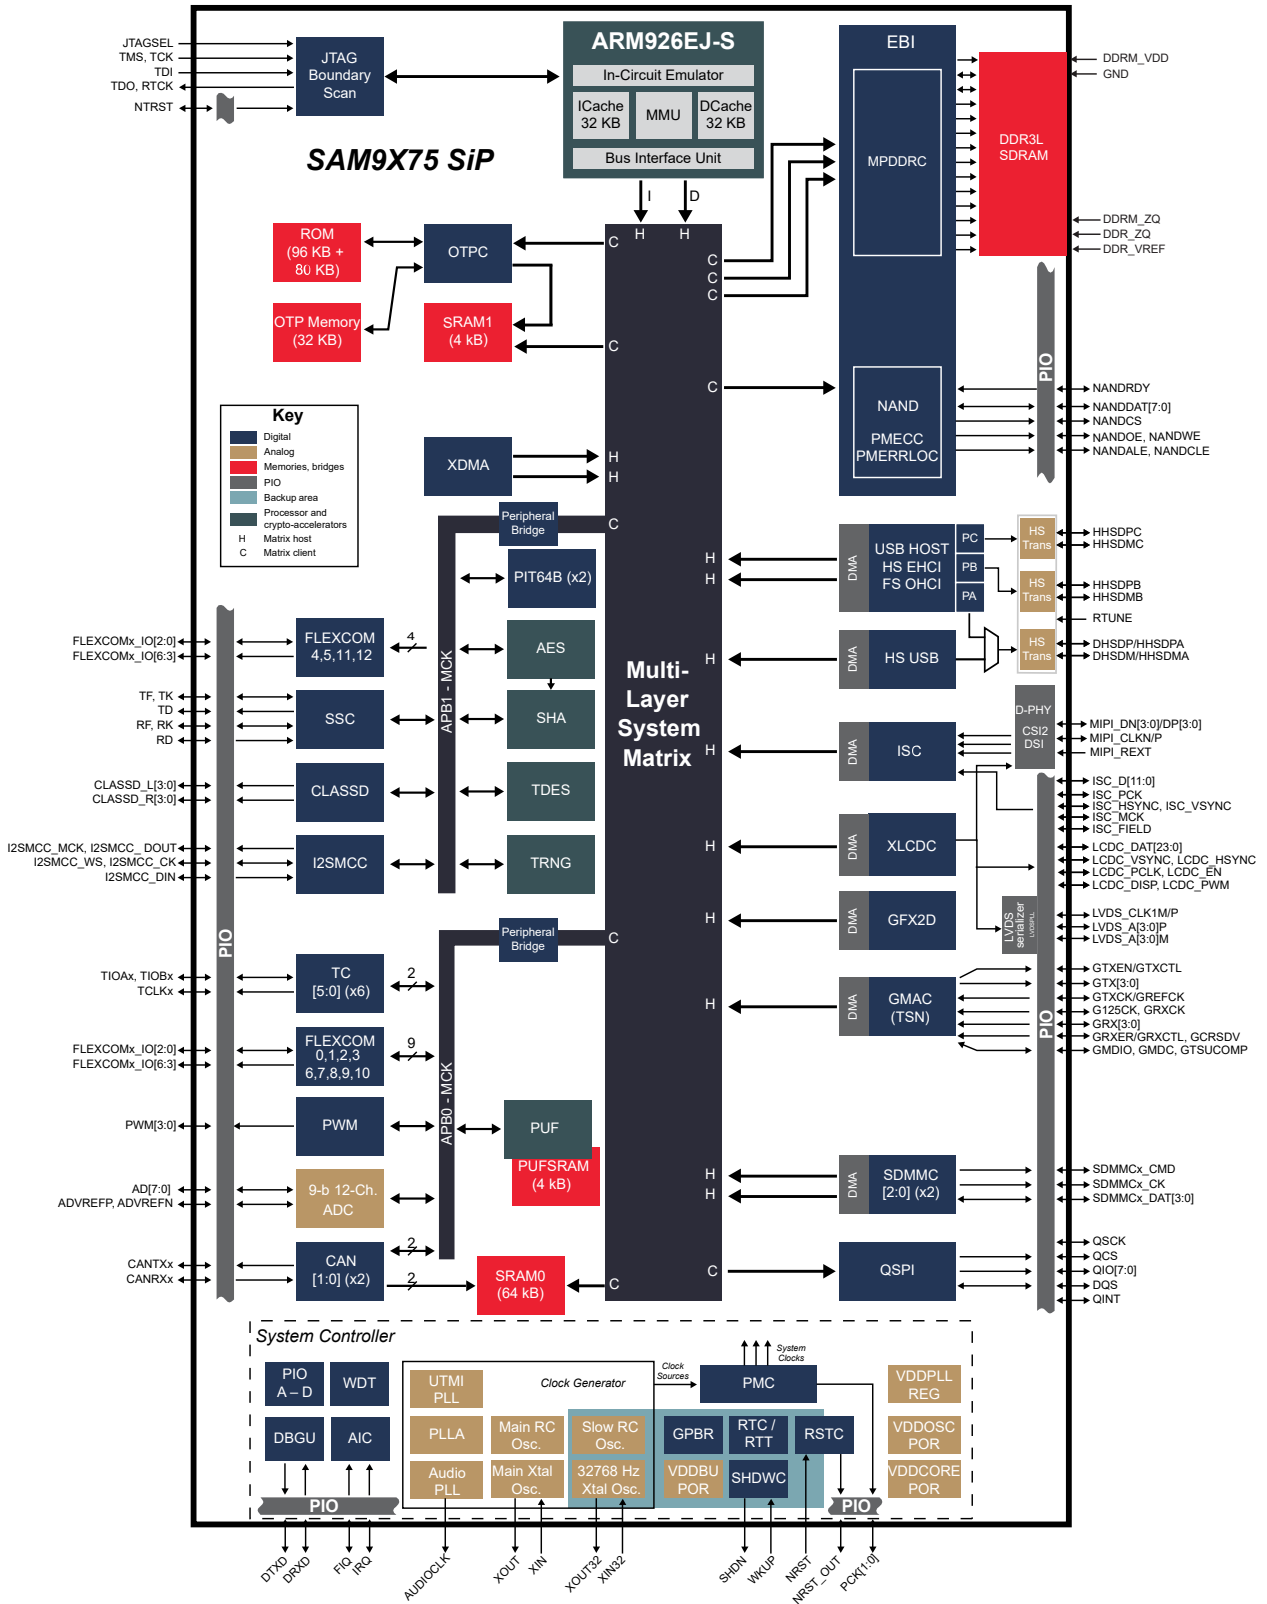 JTAGSEL
TMS, TCK
TDI
TDO, RTCK
NTRST
JTAG
Boundary
Scan
ARM926EJ-S
In-Circuit Emulator
ICache
32 KB
MMU
DCache
32 KB
Bus Interface Unit
I
D
SAM9X75 SiP
EBI
MPDDRC
DDR3L
SDRAM
DDRM_VDD
GND
DDRM_ZQ
DDR_ZQ
DDR_VREF
ROM
(96 KB +
80 KB)
OTPC
OTP Memory
(32 KB)
SRAM1
(4 kB)
H
H
C
C
C
C
C
C
NAND
PMECC
PMERRLOC
PIO
NANDRDY
NANDDAT[7:0]
NANDCS
NANDOE, NANDWE
NANDALE, NANDCLE
Key
Digital
Analog
Memories, bridges
PIO
Backup area
Processor and
crypto-accelerators
H Matrix host
C Matrix client
XDMA
H
H
Peripheral
Bridge
C
APB1 - MCK
PIT64B (x2)
AES
SHA
TDES
TRNG
Multi-
Layer
System
Matrix
FLEXCOMx_IO[2:0]
FLEXCOMx_IO[6:3]
FLEXCOM
4,5,11,12
4
TF, TK
TD
RF, RK
RD
SSC
CLASSD_L[3:0]
CLASSD_R[3:0]
CLASSD
I2SMCC_MCK, I2SMCC_ DOUT
I2SMCC_WS, I2SMCC_CK
I2SMCC_DIN
I2SMCC
PIO
H
H
DMA
USB HOST
HS EHCI
FS OHCI
PC
PB
PA
HS
Trans
HS
Trans
HS
Trans
HHSDPC
HHSDMC
HHSDPB
HHSDMB
RTUNE
DHSDP/HHSDPA
DHSDM/HHSDMA
H
DMA
HS USB
D-PHY
CSI2
DSI
MIPI_DN[3:0]/DP[3:0]
MIPI_CLKN/P
MIPI_REXT
H
DMA
ISC
ISC_D[11:0]
ISC_PCK
ISC_HSYNC, ISC_VSYNC
ISC_MCK
ISC_FIELD
H
DMA
XLCDC
LCDC_DAT[23:0]
LCDC_VSYNC, LCDC_HSYNC
LCDC_PCLK, LCDC_EN
LCDC_DISP, LCDC_PWM
H
DMA
GFX2D
LVDS
serializer
LVDSPLL
LVDS_CLK1M/P
LVDS_A[3:0]P
LVDS_A[3:0]M
H
DMA
GMAC
(TSN)
PIO
GTXEN/GTXCTL
GTX[3:0]
GTXCK/GREFCK
G125CK, GRXCK
GRX[3:0]
GRXER/GRXCTL, GCRSDV
GMDIO, GMDC, GTSUCOMP
Peripheral
Bridge
C
APB0 - MCK
TIOAx, TIOBx
TCLKx
TC
[5:0] (x6)
2
FLEXCOMx_IO[2:0]
FLEXCOMx_IO[6:3]
FLEXCOM
0,1,2,3
6,7,8,9,10
9
PWM[3:0]
PWM
PUF
PUFSRAM
(4 kB)
AD[7:0]
ADVREFP, ADVREFN
9-b 12-Ch.
ADC
CANTXx
CANRXx
CAN
[1:0] (x2)
2
2
SRAM0
(64 kB)
C
H
H
DMA
SDMMC
[2:0] (x2)
SDMMCx_CMD
SDMMCx_CK
SDMMCx_DAT[3:0]
C
QSPI
QSCK
QCS
QIO[7:0]
DQS
QINT
System Controller
PIO
A – D
WDT
DBGU
AIC
PIO
Clock Generator
UTMI
PLL
PLLA
Audio
PLL
Main RC
Osc.
Main Xtal
Osc.
Slow RC
Osc.
32768 Hz
Xtal Osc.
Clock
Sources
System
Clocks
PMC
GPBR
RTC /
RTT
RSTC
VDDBU
POR
SHDWC
VDDPLL
REG
VDDOSC
POR
VDDCORE
POR
PIO
DTXD
DRXD
FIQ
IRQ
AUDIOCLK
XOUT
XIN
XOUT32
XIN32
SHDN
WKUP
NRST
NRST_OUT
PCK[1:0]